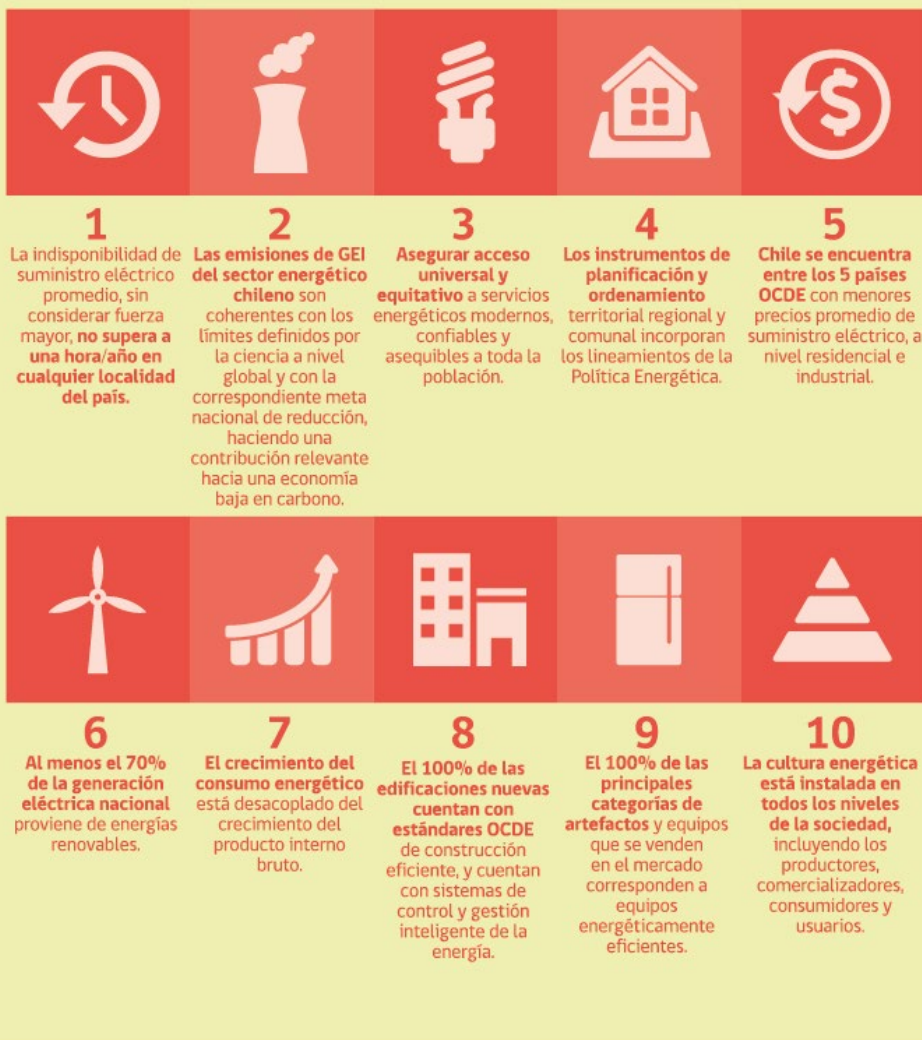 1
La indisponibilidad de
suministro eléctrico
promedio, sin
considerar fuerza
mayor, no supera a
una hora/año en
cualquier localidad
del país.
2
Las emisiones de GEI
del sector energético
chileno son
coherentes con los
límites definidos por
la ciencia a nivel
global y con la
correspondiente meta
nacional de reducción,
haciendo una
contribución relevante
hacia una economía
baja en carbono.
3
Asegurar acceso
universal y
equitativo a servicios
energéticos modernos,
confiables y
asequibles a toda la
población.
4
Los instrumentos de
planificación y
ordenamiento
territorial regional y
comunal incorporan
los lineamientos de la
Política Energética.
5
Chile se encuentra
entre los 5 países
OCDE con menores
precios promedio de
suministro eléctrico, a
nivel residencial e
industrial.
6
Al menos el 70%
de la generación
eléctrica nacional
proviene de energías
renovables.
7
El crecimiento del
consumo energético
está desacoplado del
crecimiento del
producto interno
bruto.
8
El 100% de las
edificaciones nuevas
cuentan con
estándares OCDE
de construcción
eficiente, y cuentan
con sistemas de
control y gestión
inteligente de la
energía.
9
El 100% de las
principales
categorías de
artefactos y equipos
que se venden
en el mercado
corresponden a
equipos
energéticamente
eficientes.
10
La cultura energética
está instalada en
todos los niveles
de la sociedad,
incluyendo los
productores,
comercializadores,
consumidores y
usuarios.